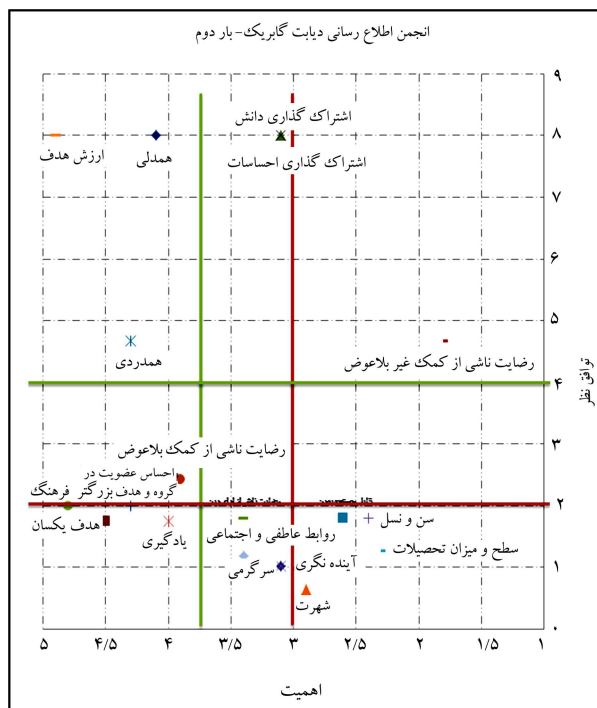 انجمن اطلاع رسانی دیابت گابریک- بار دوم
۹
اشتراک گذاری دانش
۸
ارزش هدف
همدلی
اشتراک گذاری احساسات
۷
۶
۵
همدردی
رضایت ناشی از کمک غیر بلاعوض
توافق نظر
۴
۳
رضایت ناشی از کمک بلاعوض
احساس عضویت در
گروه و هدف بزرگتر
فرهنگ
۲
هدف یکسان
یادگیری
روابط عاطفی و اجتماعی
سن و نسل
سطح و میزان تحصیلات
سرگرمی
آینده نگری
۱
شهرت
۰
۵
۴/۵
۴
۳/۵
۳
۲/۵
۲
۱/۵
۱
اهمیت